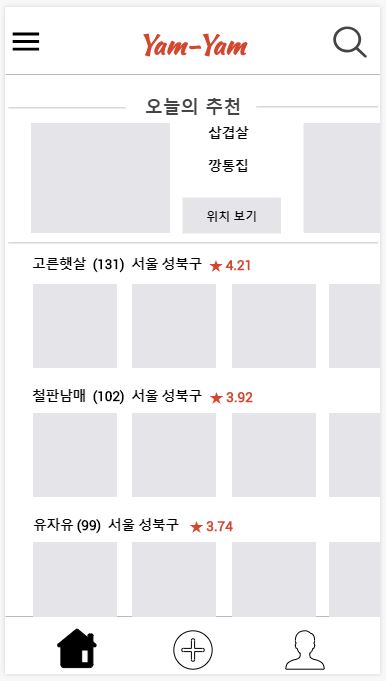 Yam-Yam
오늘의 추천
삽겹살
깡통집
위치 보기
고른햇살 (131) 서울 성북구 ★ 4.21
철판남매 (102) 서울 성북구 ★ 3.92
유자유 (99) 서울 성북구 ★ 3.74